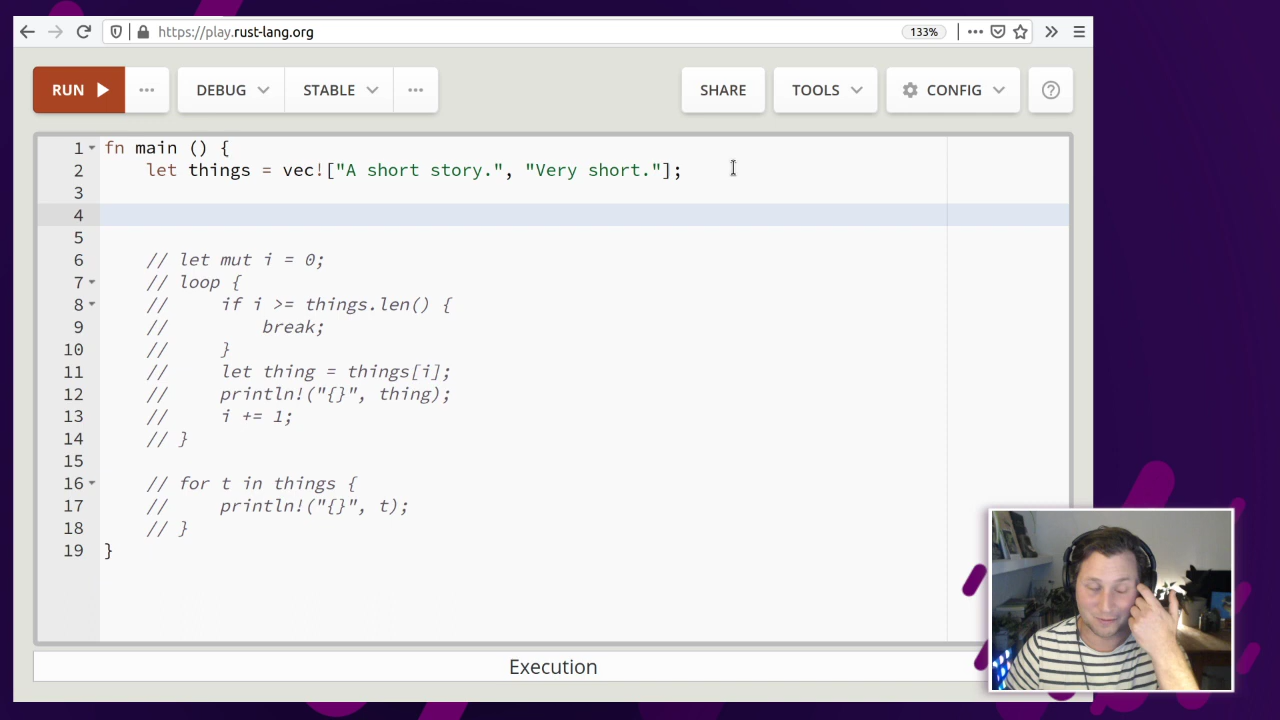 https://play.rust-lang.org
133%
RUN
DEBUG
STABLE
SHARE
TOOLS
CONFIG
1 fn main () {
2 let things = vec!["A short story.", "Very short."];
3
4
5
6 // let mut i = 0;
7 // loop {
8 // if i >= things.len() {
9 // break;
10 // }
11 // let thing = things[i];
12 // println!("{}", thing);
13 // i += 1;
14 // }
15
16 // for t in things {
17 // println!("{}", t);
18 // }
19 }
Execution